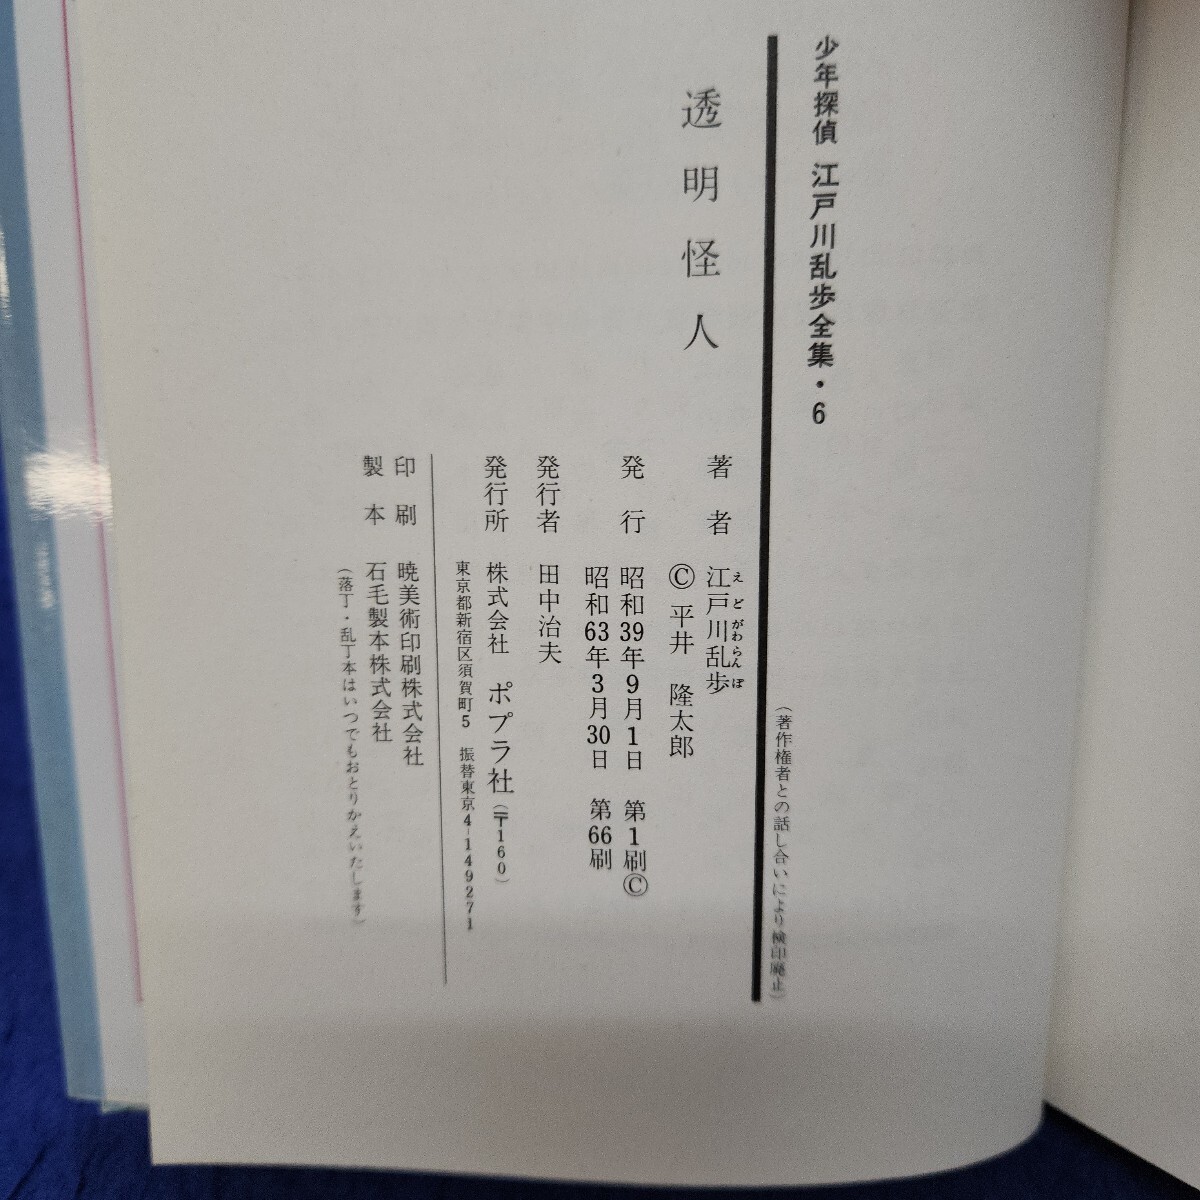 少年探偵 江戸川乱歩全集・6
(著作権者との話し合いにより検印廃止)
透明怪人
著者 江戸川乱歩
えどがわらんぽ
© 平井 隆太郎
発行 昭和39年9月1日 第1刷©
昭和63年3月30日 第66刷
発行者 田中治夫
発行所 株式会社 ポプラ社 (〒160)
東京都新宿区須賀町5 振替東京4-149271
印刷 暁美術印刷株式会社
製本 石毛製本株式会社
(落丁・乱丁本はいつでもおとりかえいたします)